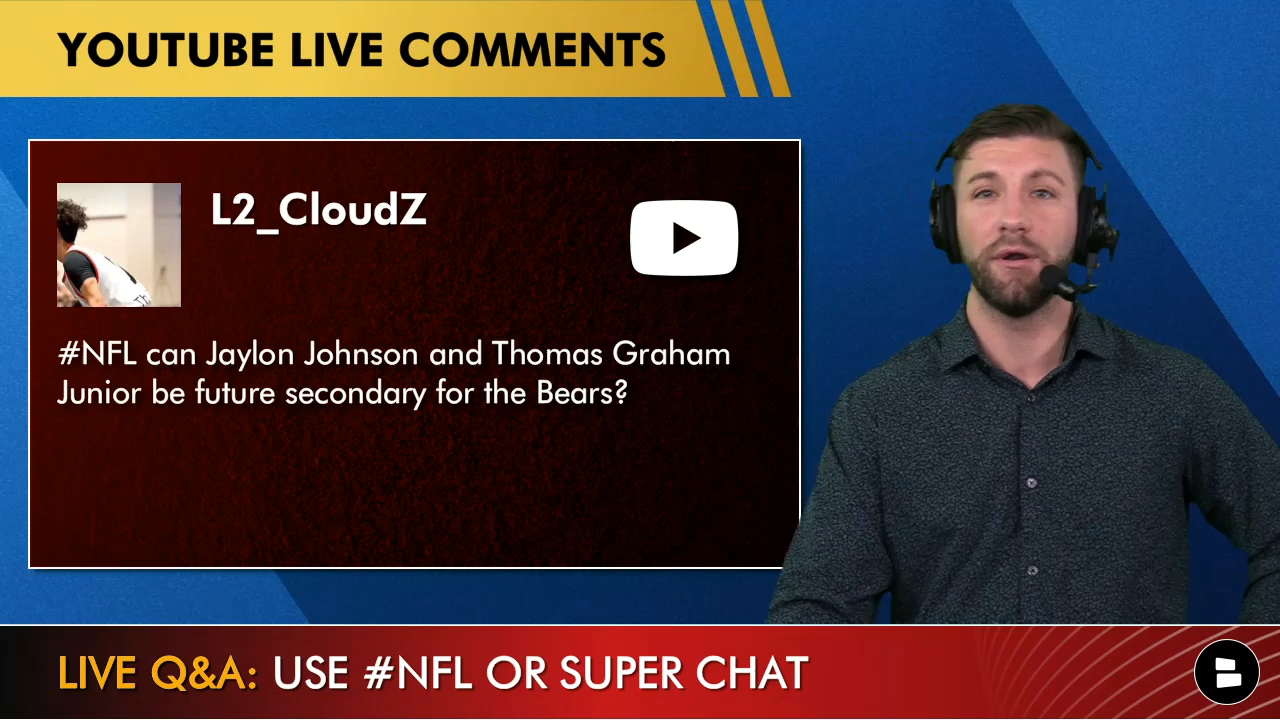 YOUTUBE LIVE COMMENTS
L2_CloudZ
#NFL can Jaylon Johnson and Thomas Graham
Junior be future secondary for the Bears?
LIVE Q&A: USE #NFL OR SUPER CHAT